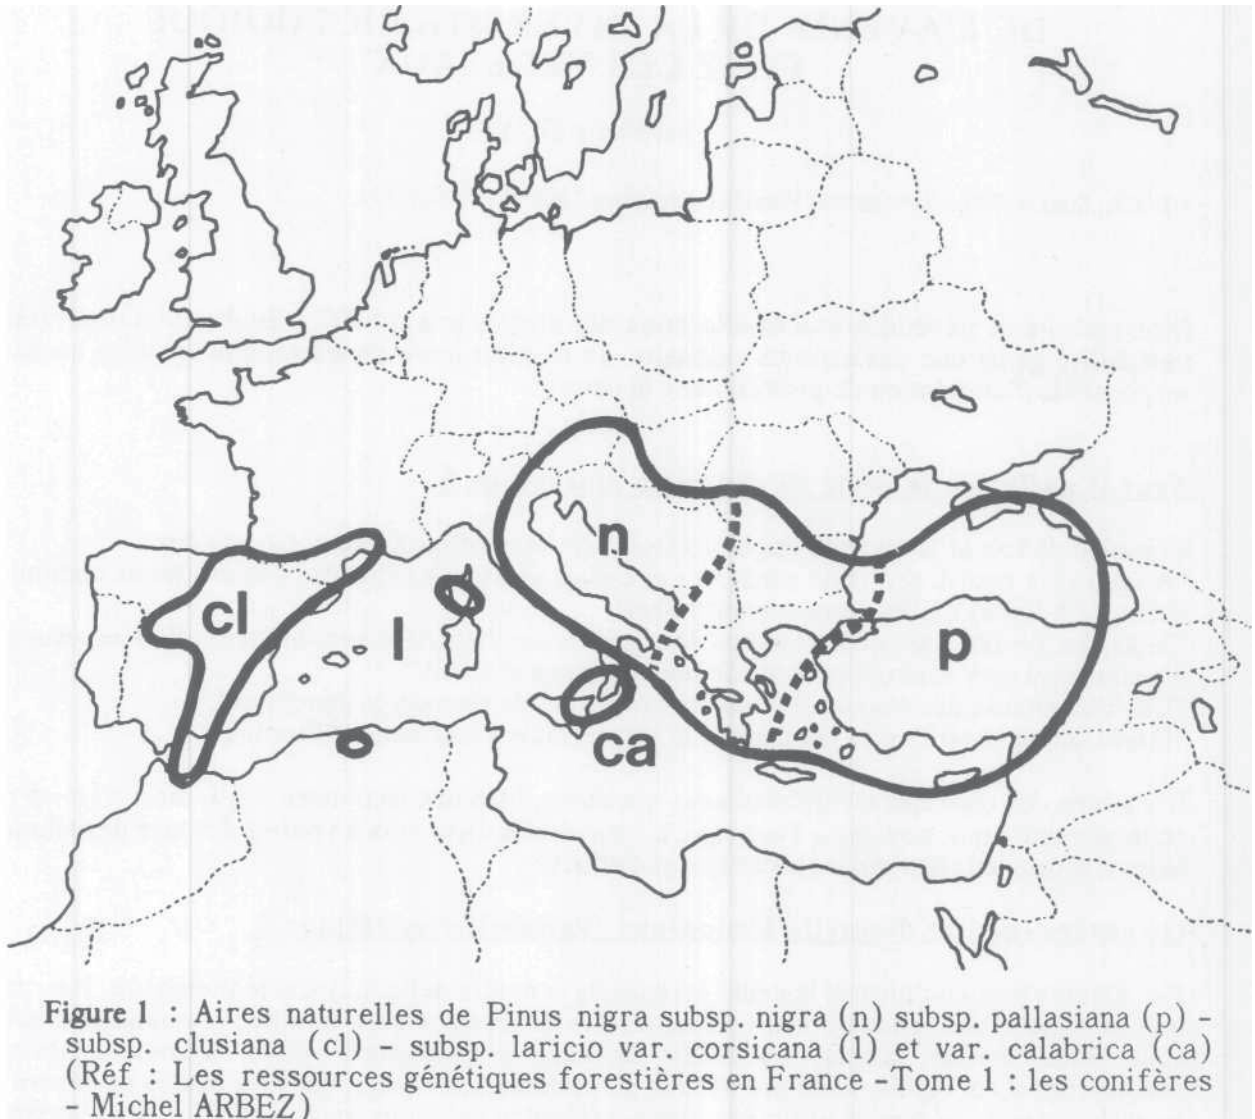 n
cl
l
p
ca
Figure 1 : Aires naturelles de Pinus nigra subsp. nigra (n) subsp. pallasiana (p) -
subsp. clusiana (cl) - subsp. laricio var. corsicana (l) et var. calabrica (ca)
(Réf : Les ressources génétiques forestières en France -Tome 1 : les conifères
- Michel ARBEZ)